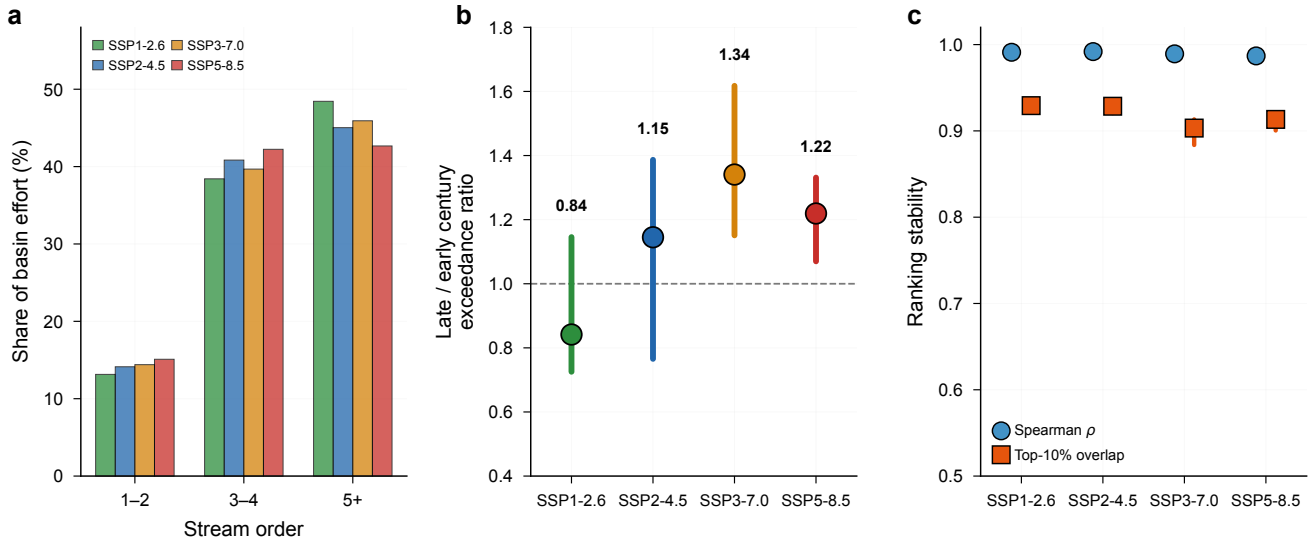 a
SSP1-2.6 SSP3-7.0
SSP2-4.5 SSP5-8.5
Share of basin effort (%)
50
40
30
20
10
0
1–2 3–4 5+
Stream order
b
Late / early century
exceedance ratio
1.8
1.6
1.4
1.2
1.0
0.8
0.6
0.4
0.84
1.15
1.34
1.22
SSP1-2.6 SSP2-4.5 SSP3-7.0 SSP5-8.5
c
Ranking stability
1.0
0.9
0.8
0.7
0.6
0.5
Spearman ρ
Top-10% overlap
SSP1-2.6 SSP2-4.5 SSP3-7.0 SSP5-8.5